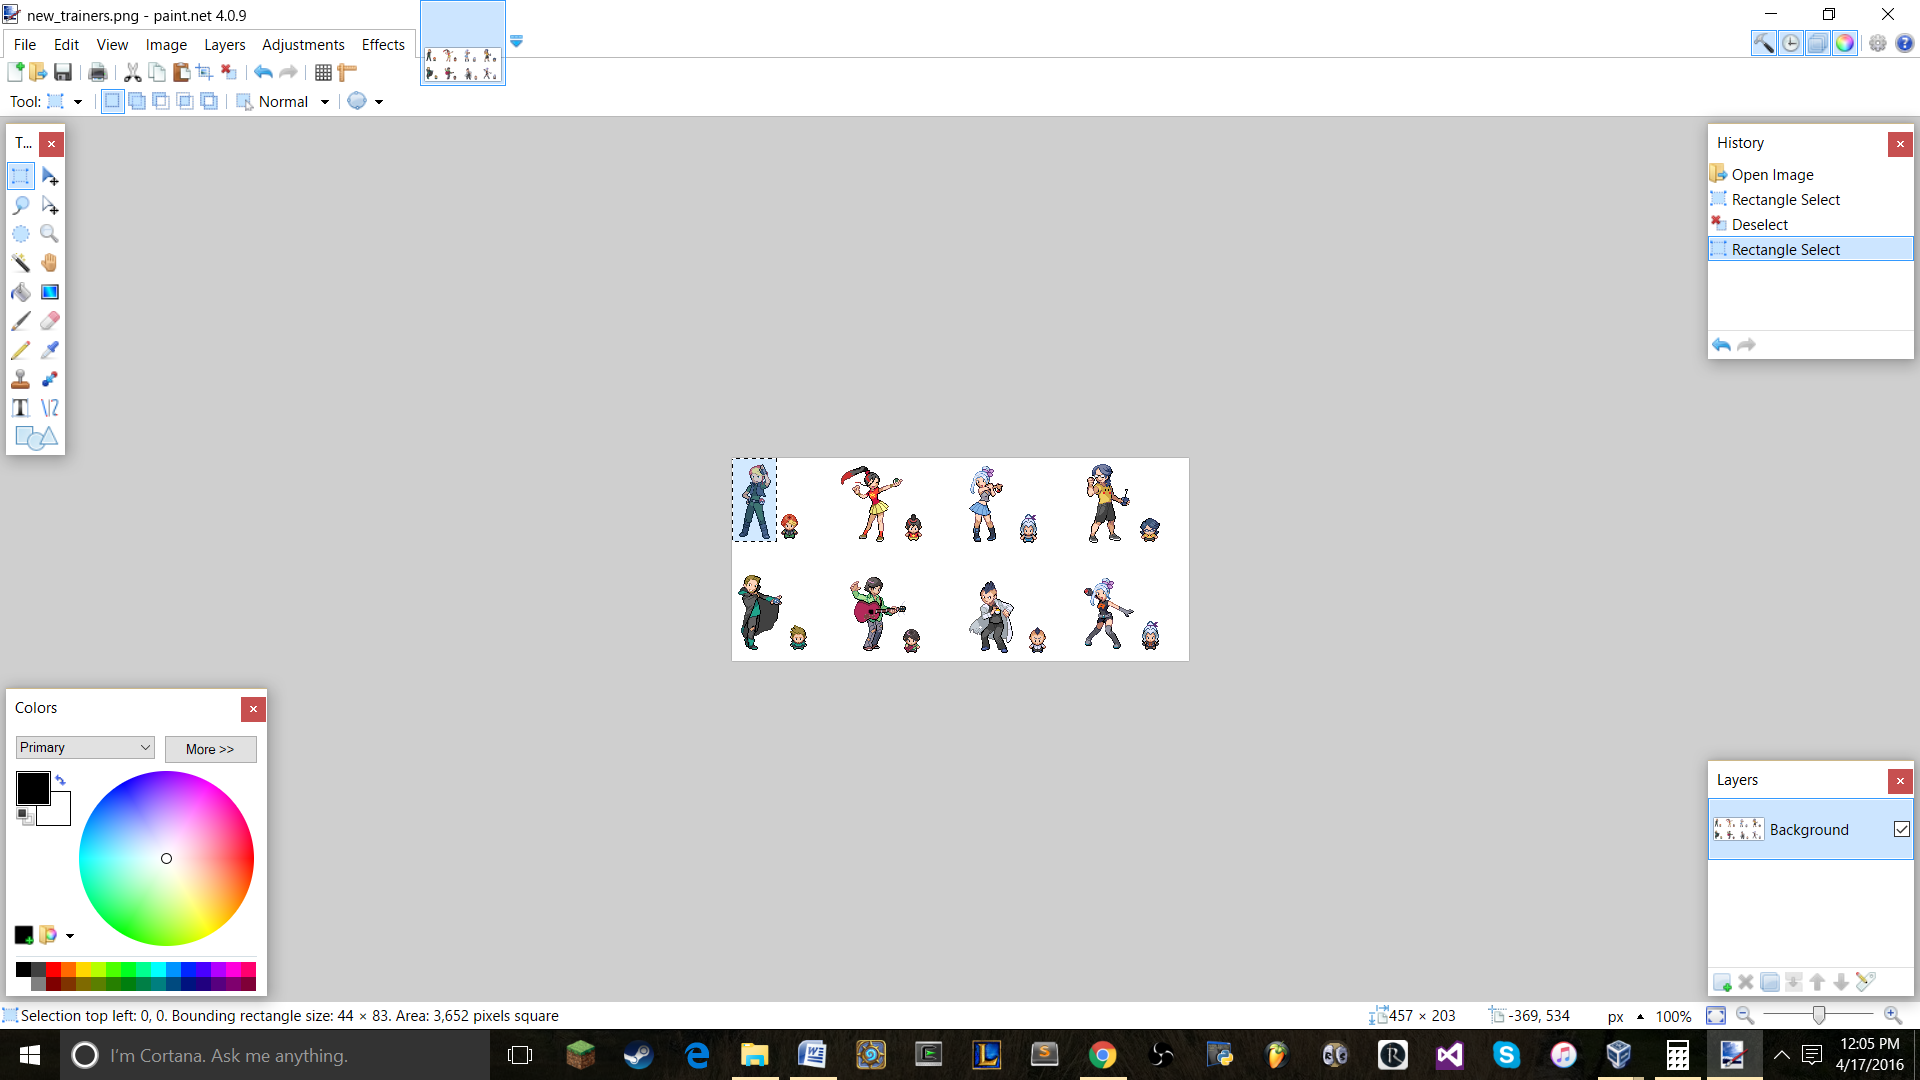 new_trainers.png - paint.net 4.0.9
File Edit View Image Layers Adjustments Effects
Tool: Normal
T...
History
Open Image
Rectangle Select
Deselect
Rectangle Select
Colors
Primary More >>
Layers
Background
Selection top left: 0, 0. Bounding rectangle size: 44 × 83. Area: 3,652 pixels square 457 × 203 -369, 534 px 100%
I'm Cortana. Ask me anything.
12:05 PM
4/17/2016